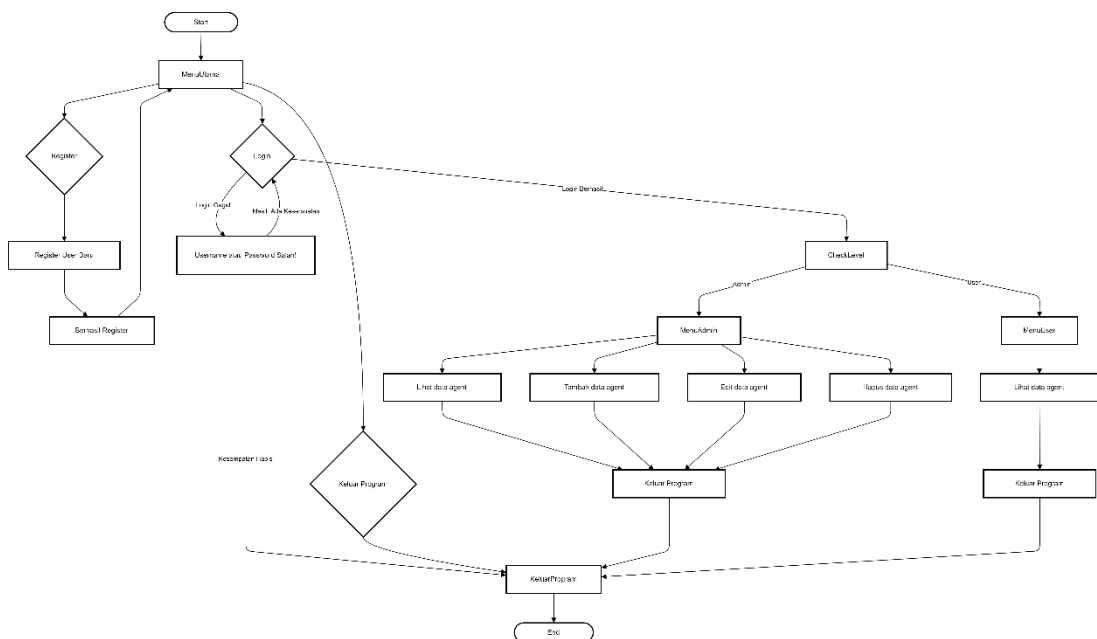 Start
MenuUtama
Register
Login
Login Berhasil
Login Gagal
Masih Ada Kesempatan
Register User Baru
Username atau Password Salah!
CheckLevel
Admin
User
Berhasil Register
MenuAdmin
MenuUser
Lihat data agent
Tambah data agent
Edit data agent
Hapus data agent
Lihat data agent
Kesempatan Habis
Keluar Program
Keluar Program
Keluar Program
KeluarProgram
End